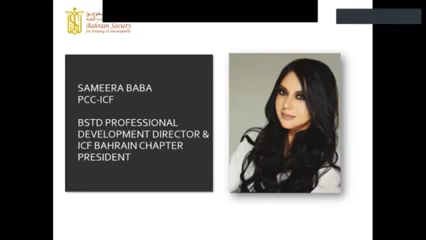 Bahrain Society
SAMEERA BABA
PCC-ICF
BSTD PROFESSIONAL
DEVELOPMENT DIRECTOR &
ICF BAHRAIN CHAPTER
PRESIDENT